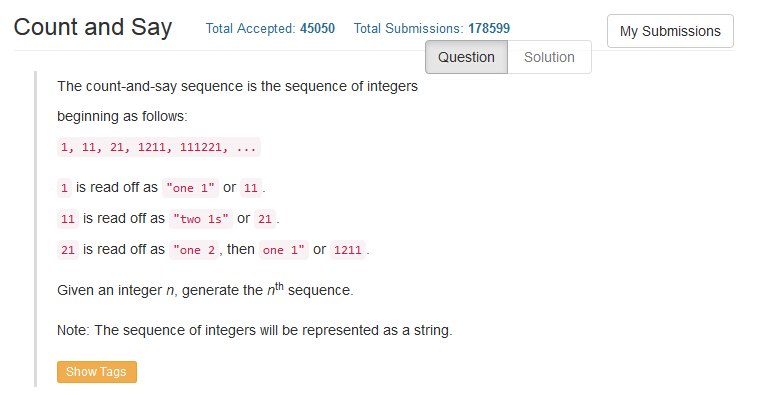 Count and Say Total Accepted: 45050 Total Submissions: 178599 My Submissions
Question Solution
The count-and-say sequence is the sequence of integers
beginning as follows:
1, 11, 21, 1211, 111221, ...
1 is read off as "one 1" or 11.
11 is read off as "two 1s" or 21.
21 is read off as "one 2, then one 1" or 1211.
Given an integer n, generate the nth sequence.
Note: The sequence of integers will be represented as a string.
Show Tags